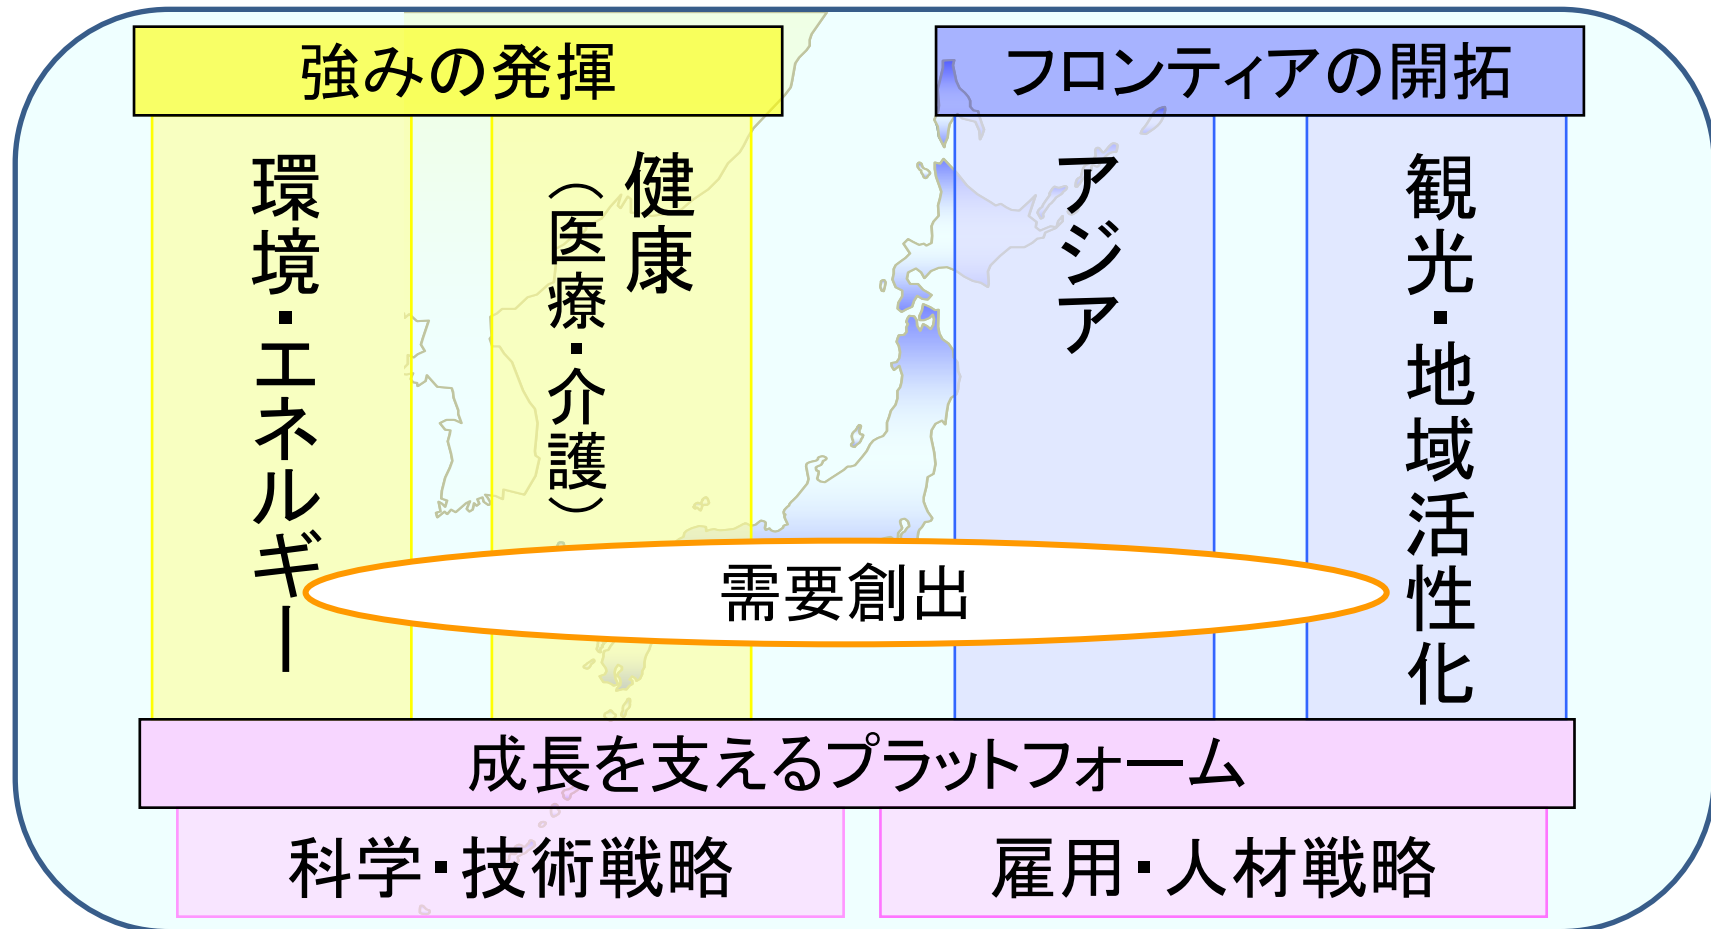 強みの発揮
フロンティアの開拓
環境・エネルギー
健康
（医療・介護）
アジア
観光・地域活性化
需要創出
成長を支えるプラットフォーム
科学・技術戦略
雇用・人材戦略